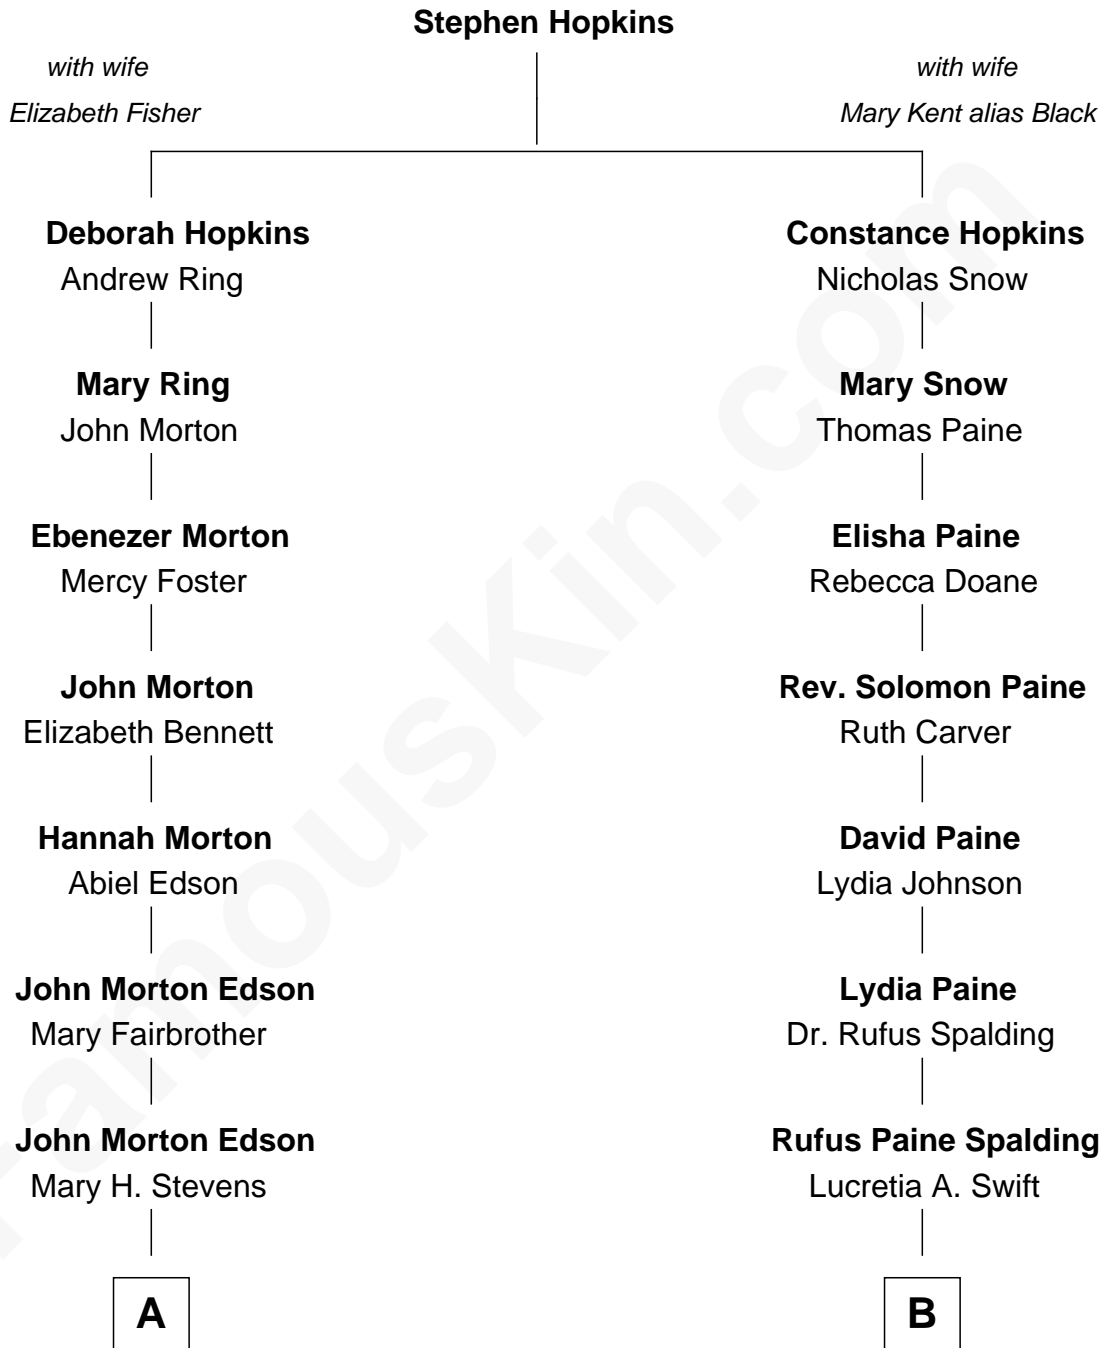 Stephen Hopkins
with wife
Elizabeth Fisher
with wife
Mary Kent alias Black
Deborah Hopkins
Andrew Ring
Constance Hopkins
Nicholas Snow
Mary Ring
John Morton
Mary Snow
Thomas Paine
Ebenezer Morton
Mercy Foster
Elisha Paine
Rebecca Doane
John Morton
Elizabeth Bennett
Rev. Solomon Paine
Ruth Carver
Hannah Morton
Abiel Edson
David Paine
Lydia Johnson
John Morton Edson
Mary Fairbrother
Lydia Paine
Dr. Rufus Spalding
John Morton Edson
Mary H. Stevens
Rufus Paine Spalding
Lucretia A. Swift
A
B
FamousKin.com